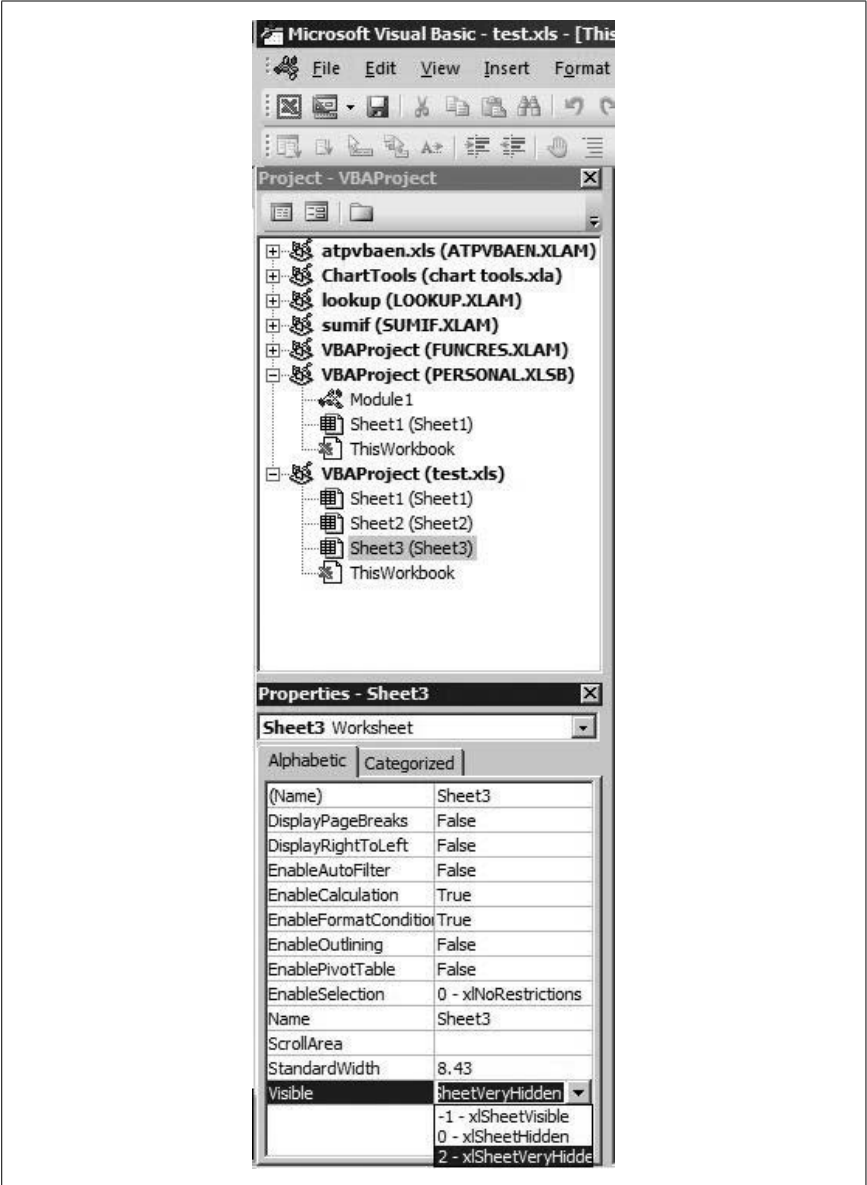 Microsoft Visual Basic - test.xls - [This
File Edit View Insert Format
Project - VBAProject
atpvbaen.xls (ATPVBAEN.XLAM)
ChartTools (chart tools.xla)
lookup (LOOKUP.XLAM)
sumif (SUMIF.XLAM)
VBAProject (FUNCRES.XLAM)
VBAProject (PERSONAL.XLSB)
Module1
Sheet1 (Sheet1)
ThisWorkbook
VBAProject (test.xls)
Sheet1 (Sheet1)
Sheet2 (Sheet2)
Sheet3 (Sheet3)
ThisWorkbook
Properties - Sheet3
Sheet3 Worksheet
Alphabetic Categorized
(Name) Sheet3
DisplayPageBreaks False
DisplayRightToLeft False
EnableAutoFilter False
EnableCalculation True
EnableFormatConditio True
EnableOutlining False
EnablePivotTable False
EnableSelection 0 - xlNoRestrictions
Name Sheet3
ScrollArea
StandardWidth 8.43
Visible SheetVeryHidden
-1 - xlSheetVisible
0 - xlSheetHidden
2 - xlSheetVeryHidde